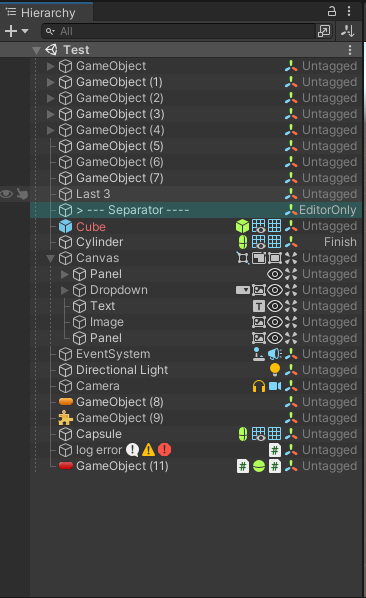 Hierarchy
All
Test
GameObject Untagged
GameObject (1) Untagged
GameObject (2) Untagged
GameObject (3) Untagged
GameObject (4) Untagged
GameObject (5) Untagged
GameObject (6) Untagged
GameObject (7) Untagged
Last 3 Untagged
> --- Separator ---- EditorOnly
Cube Untagged
Cylinder Finish
Canvas Untagged
Panel Untagged
Dropdown Untagged
Text Untagged
Image Untagged
Panel Untagged
EventSystem Untagged
Directional Light Untagged
Camera Untagged
GameObject (8) Untagged
GameObject (9) Untagged
Capsule Untagged
log error Untagged
GameObject (11) Untagged